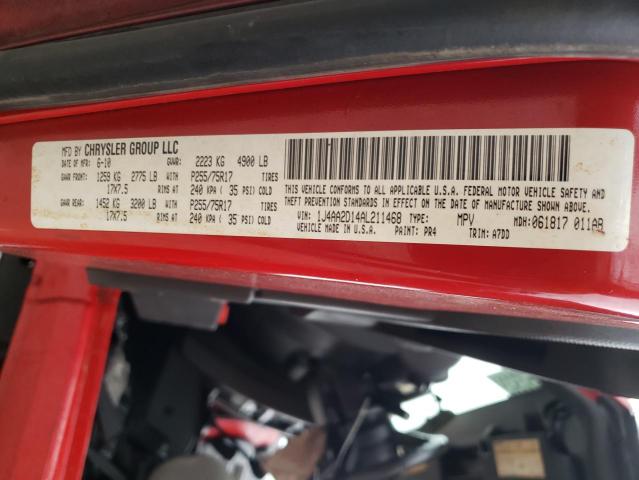 MFD BY CHRYSLER GROUP LLC
DATE OF MFR 6-10 GVWR: 2223 KG 4900 LB
GAWR FRONT: 1259 KG 2775 LB WITH P255/75R17 TIRES
17X7.5 RIMS AT 240 KPA ( 35 PSI) COLD
GAWR REAR: 1452 KG 3200 LB WITH P255/75R17 TIRES
17X7.5 RIMS AT 240 KPA ( 35 PSI) COLD
THIS VEHICLE CONFORMS TO ALL APPLICABLE U.S.A. FEDERAL MOTOR VEHICLE SAFETY AND
THEFT PREVENTION STANDARDS IN EFFECT ON THE DATE OF MANUFACTURE SHOWN ABOVE.
VIN: 1J4AA2D14AL211468 TYPE: MPV MDH: 061817 011AB
VEHICLE MADE IN U.S.A. PAINT: PR4 TRIM: A7DD